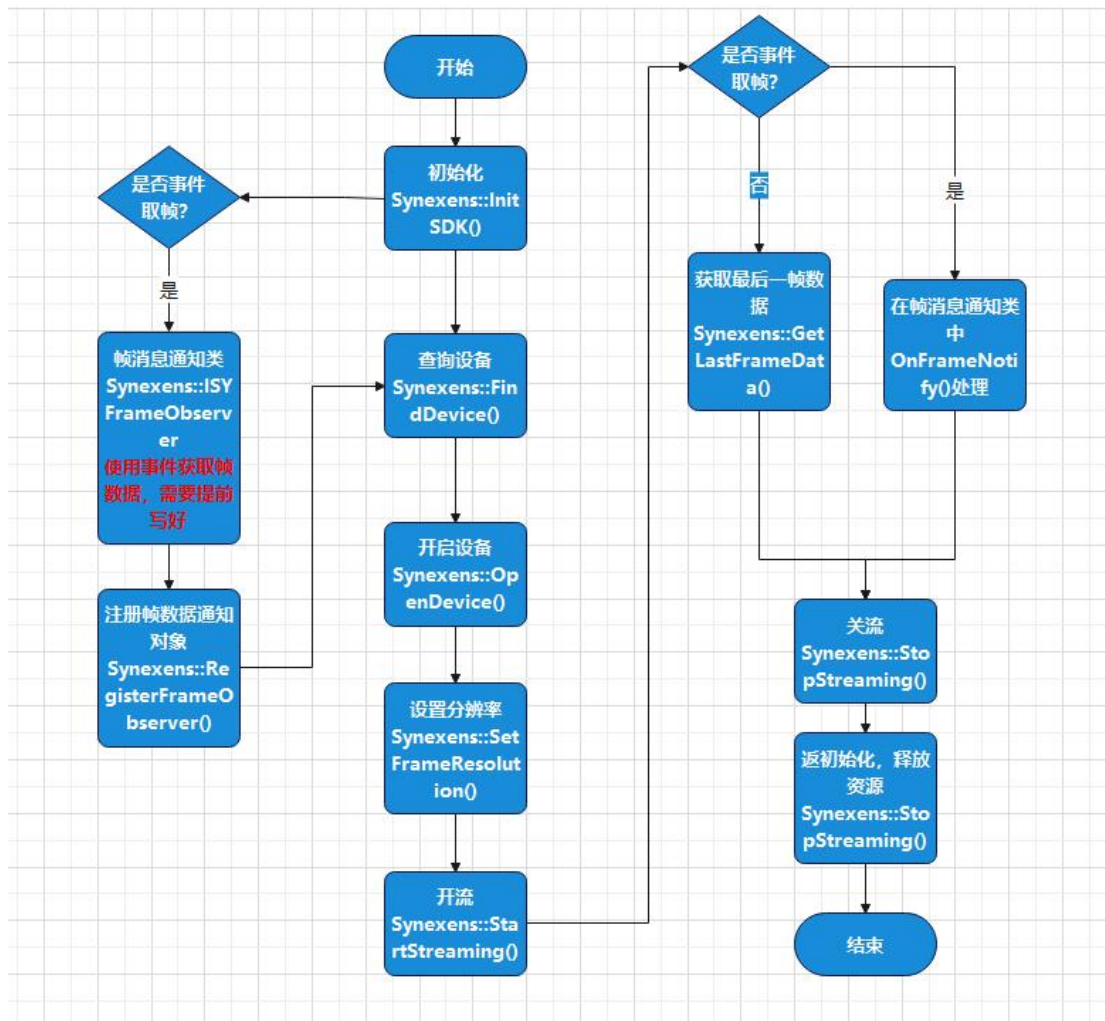 开始
初始化
Synexens::Init
SDK()
是否事件
取帧?
是
帧消息通知类
Synexens::ISY
FrameObserv
er
使用事件获取帧
数据，需要提前
写好
注册帧数据通知
对象
Synexens::Re
gisterFrameO
bserver()
查询设备
Synexens::Fin
dDevice()
开启设备
Synexens::Op
enDevice()
设置分辨率
Synexens::Set
FrameResolut
ion()
开流
Synexens::Sta
rtStreaming()
是否事件
取帧?
否
是
获取最后一帧数
据
Synexens::Get
LastFrameDat
a()
在帧消息通知类
中
OnFrameNoti
fy()处理
关流
Synexens::Sto
pStreaming()
返初始化，释放
资源
Synexens::Sto
pStreaming()
结束